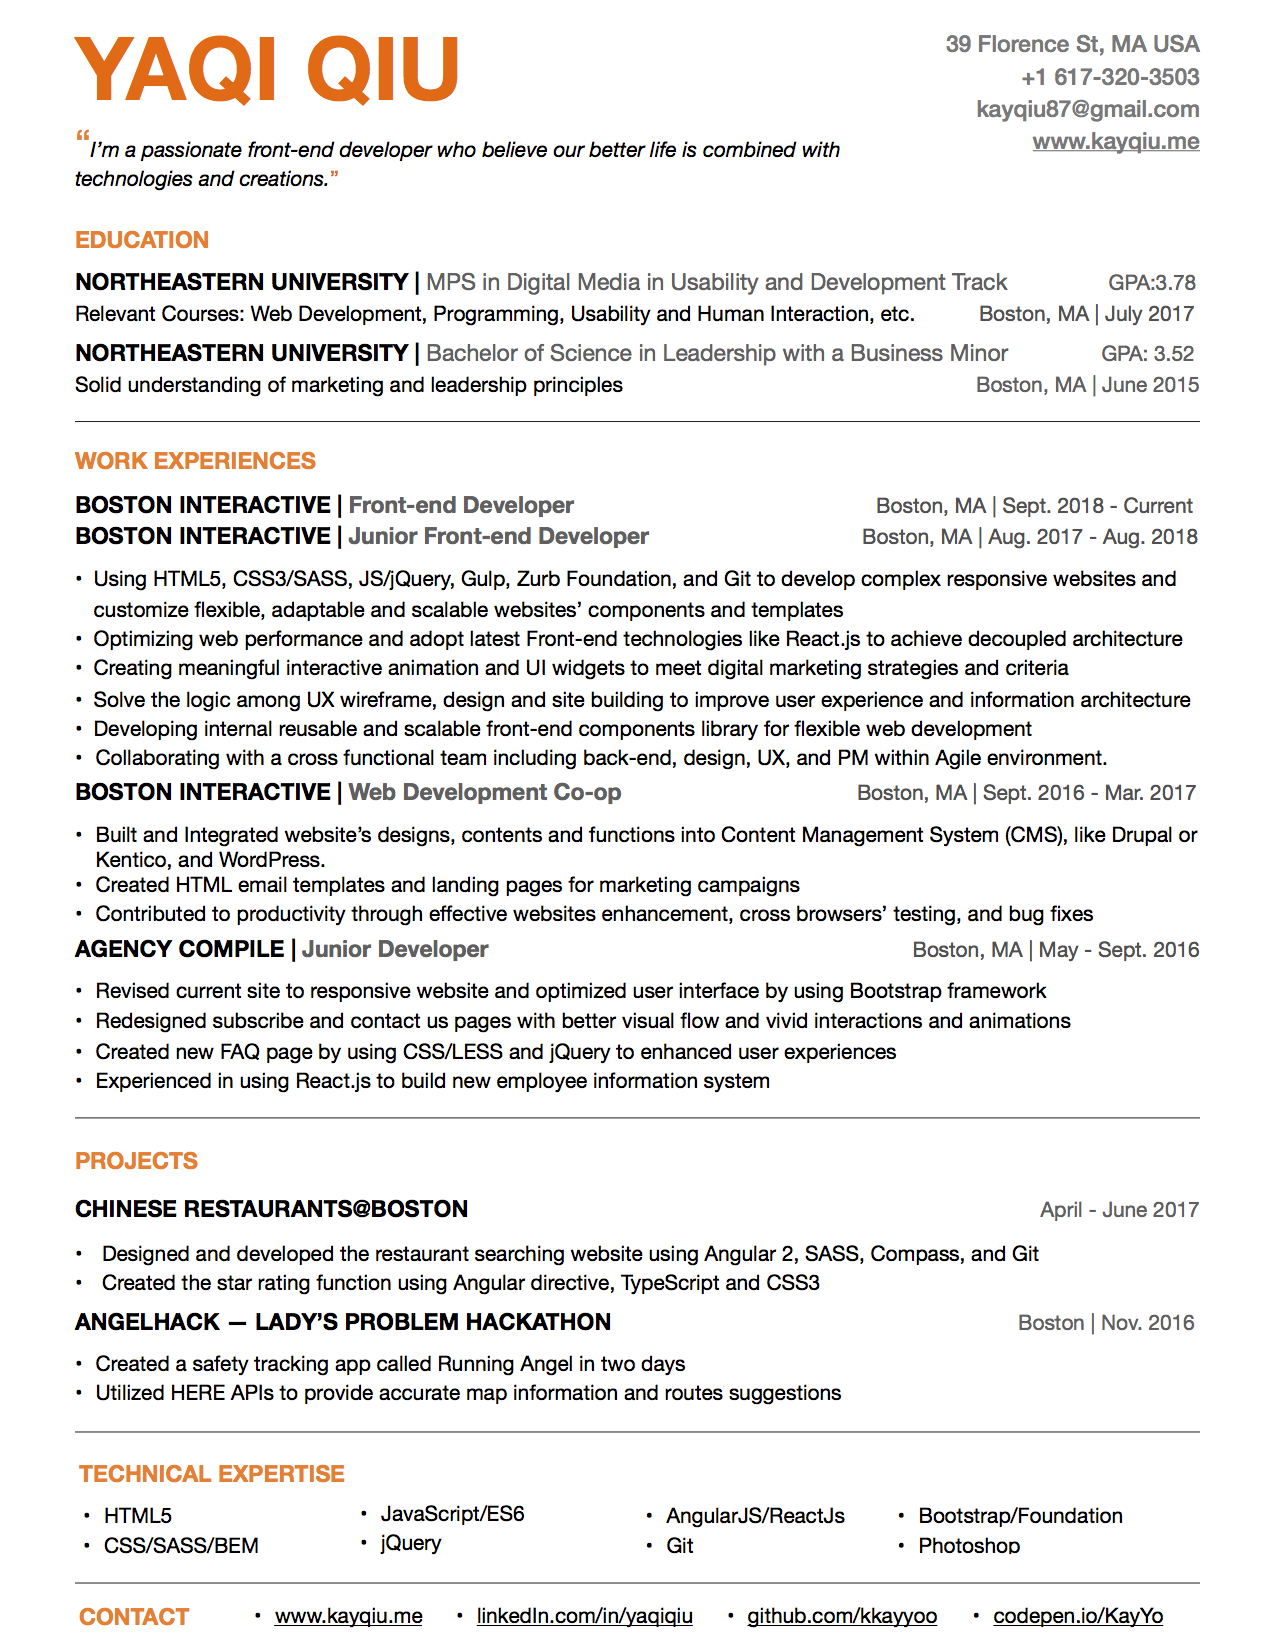 YAQI QIU
39 Florence St, MA USA
+1 617-320-3503
kayqiu87@gmail.com
www.kayqiu.me
“I’m a passionate front-end developer who believe our better life is combined with
technologies and creations.”
EDUCATION
NORTHEASTERN UNIVERSITY | MPS in Digital Media in Usability and Development Track GPA:3.78
Relevant Courses: Web Development, Programming, Usability and Human Interaction, etc. Boston, MA | July 2017
NORTHEASTERN UNIVERSITY | Bachelor of Science in Leadership with a Business Minor GPA: 3.52
Solid understanding of marketing and leadership principles Boston, MA | June 2015
WORK EXPERIENCES
BOSTON INTERACTIVE | Front-end Developer Boston, MA | Sept. 2018 - Current
BOSTON INTERACTIVE | Junior Front-end Developer Boston, MA | Aug. 2017 - Aug. 2018
• Using HTML5, CSS3/SASS, JS/jQuery, Gulp, Zurb Foundation, and Git to develop complex responsive websites and
customize flexible, adaptable and scalable websites’ components and templates
• Optimizing web performance and adopt latest Front-end technologies like React.js to achieve decoupled architecture
• Creating meaningful interactive animation and UI widgets to meet digital marketing strategies and criteria
• Solve the logic among UX wireframe, design and site building to improve user experience and information architecture
• Developing internal reusable and scalable front-end components library for flexible web development
• Collaborating with a cross functional team including back-end, design, UX, and PM within Agile environment.
BOSTON INTERACTIVE | Web Development Co-op Boston, MA | Sept. 2016 - Mar. 2017
• Built and Integrated website’s designs, contents and functions into Content Management System (CMS), like Drupal or
Kentico, and WordPress.
• Created HTML email templates and landing pages for marketing campaigns
• Contributed to productivity through effective websites enhancement, cross browsers’ testing, and bug fixes
AGENCY COMPILE | Junior Developer Boston, MA | May - Sept. 2016
• Revised current site to responsive website and optimized user interface by using Bootstrap framework
• Redesigned subscribe and contact us pages with better visual flow and vivid interactions and animations
• Created new FAQ page by using CSS/LESS and jQuery to enhanced user experiences
• Experienced in using React.js to build new employee information system
PROJECTS
CHINESE RESTAURANTS@BOSTON April - June 2017
• Designed and developed the restaurant searching website using Angular 2, SASS, Compass, and Git
• Created the star rating function using Angular directive, TypeScript and CSS3
ANGELHACK — LADY’S PROBLEM HACKATHON Boston | Nov. 2016
• Created a safety tracking app called Running Angel in two days
• Utilized HERE APIs to provide accurate map information and routes suggestions
TECHNICAL EXPERTISE
• HTML5 • JavaScript/ES6 • AngularJS/ReactJs • Bootstrap/Foundation
• CSS/SASS/BEM • jQuery • Git • Photoshop
CONTACT • www.kayqiu.me • linkedIn.com/in/yaqiqiu • github.com/kkayyoo • codepen.io/KayYo